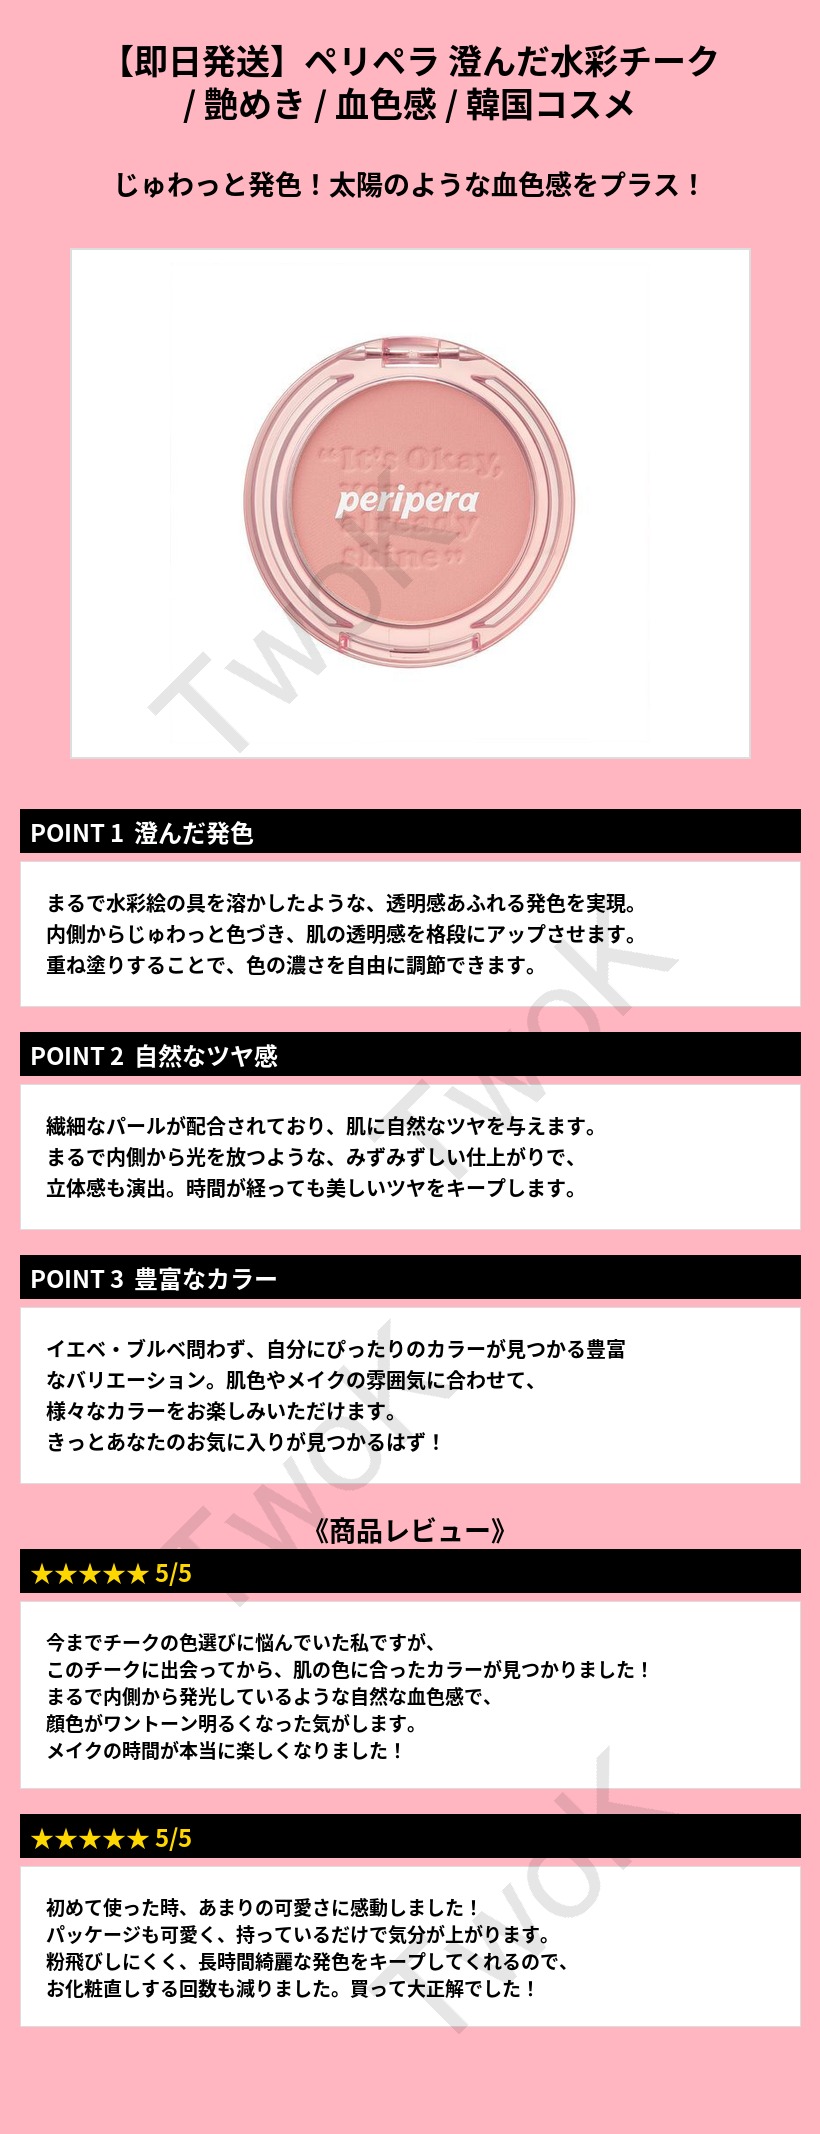 【即日発送】ペリペラ 澄んだ水彩チーク
/ 艶めき / 血色感 / 韓国コスメ
じゅわっと発色！太陽のような血色感をプラス！
“It's Okay,
peripera
already
shine”
TwoK
POINT 1 澄んだ発色
まるで水彩絵の具を溶かしたような、透明感あふれる発色を実現。
内側からじゅわっと色づき、肌の透明感を格段にアップさせます。
重ね塗りすることで、色の濃さを自由に調節できます。
TwoK
POINT 2 自然なツヤ感
繊細なパールが配合されており、肌に自然なツヤを与えます。
まるで内側から光を放つような、みずみずしい仕上がりで、
立体感も演出。時間が経っても美しいツヤをキープします。
POINT 3 豊富なカラー
イエベ・ブルベ問わず、自分にぴったりのカラーが見つかる豊富
なバリエーション。肌色やメイクの雰囲気に合わせて、
様々なカラーをお楽しみいただけます。
きっとあなたのお気に入りが見つかるはず！
TwoK
《商品レビュー》
★★★★★ 5/5
今までチークの色選びに悩んでいた私ですが、
このチークに出会ってから、肌の色に合ったカラーが見つかりました！
まるで内側から発光しているような自然な血色感で、
顔色がワントーン明るくなった気がします。
メイクの時間が本当に楽しくなりました！
★★★★★ 5/5
初めて使った時、あまりの可愛さに感動しました！
パッケージも可愛く、持っているだけで気分が上がります。
粉飛びしにくく、長時間綺麗な発色をキープしてくれるので、
お化粧直しする回数も減りました。買って大正解でした！
TwoK